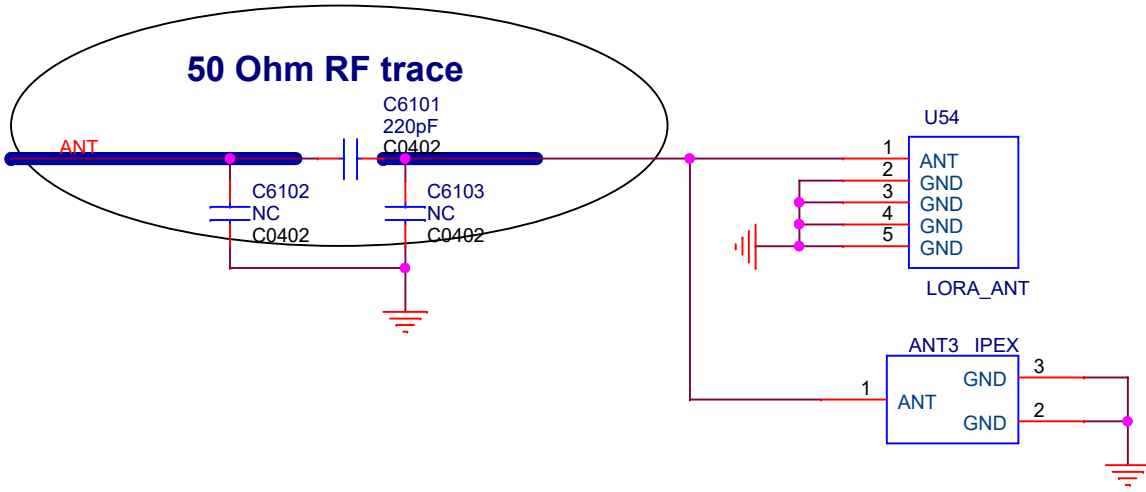 50 Ohm RF trace
C6101
220pF
C0402
ANT
C6102
NC
C0402
C6103
NC
C0402
U54
1
2
3
4
5
ANT
GND
GND
GND
GND
LORA_ANT
ANT3 IPEX
1
ANT
GND
3
GND
2